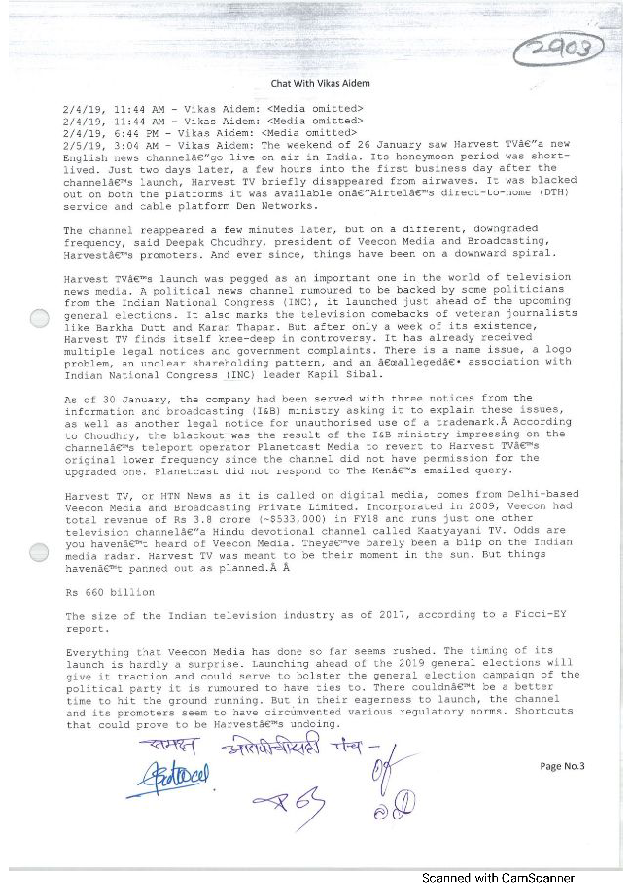 2903
Chat With Vikas Aidem
2/4/19, 11:44 AM - Vikas Aidem: <Media omitted>
2/4/19, 11:44 AM - Vikas Aidem: <Media omitted>
2/4/19, 6:44 PM - Vikas Aidem: <Media omitted>
2/5/19, 3:04 AM - Vikas Aidem: The weekend of 26 January saw Harvest TVâ€"a new
English news channelâ€"go live on air in India. Its honeymoon period was short-
lived. Just two days later, a few hours into the first business day after the
channelâ€™s launch, Harvest TV briefly disappeared from airwaves. It was blacked
out on both the platforms it was available onâ€"Airtelâ€™s direct-to-home (DTH)
service and cable platform Den Networks.
The channel reappeared a few minutes later, but on a different, downgraded
frequency, said Deepak Choudhry, president of Veecon Media and Broadcasting,
Harvestâ€™s promoters. And ever since, things have been on a downward spiral.
Harvest TVâ€™s launch was pegged as an important one in the world of television
news media. A political news channel rumoured to be backed by some politicians
from the Indian National Congress (INC), it launched just ahead of the upcoming
general elections. It also marks the television comebacks of veteran journalists
like Barkha Dutt and Karan Thapar. But after only a week of its existence,
Harvest TV finds itself knee-deep in controversy. It has already received
multiple legal notices and government complaints. There is a name issue, a logo
problem, an unclear shareholding pattern, and an â€œallegedâ€• association with
Indian National Congress (INC) leader Kapil Sibal.
As of 30 January, the company had been served with three notices from the
information and broadcasting (I&B) ministry asking it to explain these issues,
as well as another legal notice for unauthorised use of a trademark.Â According
to Choudhry, the blackout was the result of the I&B ministry impressing on the
channelâ€™s teleport operator Planetcast Media to revert to Harvest TVâ€™s
original lower frequency since the channel did not have permission for the
upgraded one. Planetcast did not respond to The Kenâ€™s emailed query.
Harvest TV, or HTN News as it is called on digital media, comes from Delhi-based
Veecon Media and Broadcasting Private Limited. Incorporated in 2009, Veecon had
total revenue of Rs 3.8 crore (~$533,000) in FY18 and runs just one other
television channelâ€"a Hindu devotional channel called Kaatyayani TV. Odds are
you havenâ€™t heard of Veecon Media. Theyâ€™ve barely been a blip on the Indian
media radar. Harvest TV was meant to be their moment in the sun. But things
havenâ€™t panned out as planned.Â Â
Rs 660 billion
The size of the Indian television industry as of 2017, according to a Ficci-EY
report.
Everything that Veecon Media has done so far seems rushed. The timing of its
launch is hardly a surprise. Launching ahead of the 2019 general elections will
give it traction and could serve to bolster the general election campaign of the
political party it is rumoured to have ties to. There couldnâ€™t be a better
time to hit the ground running. But in their eagerness to launch, the channel
and its promoters seem to have circumvented various regulatory norms. Shortcuts
that could prove to be Harvestâ€™s undoing.
समक्ष
पंच -
Page No.3
Scanned with CamScanner